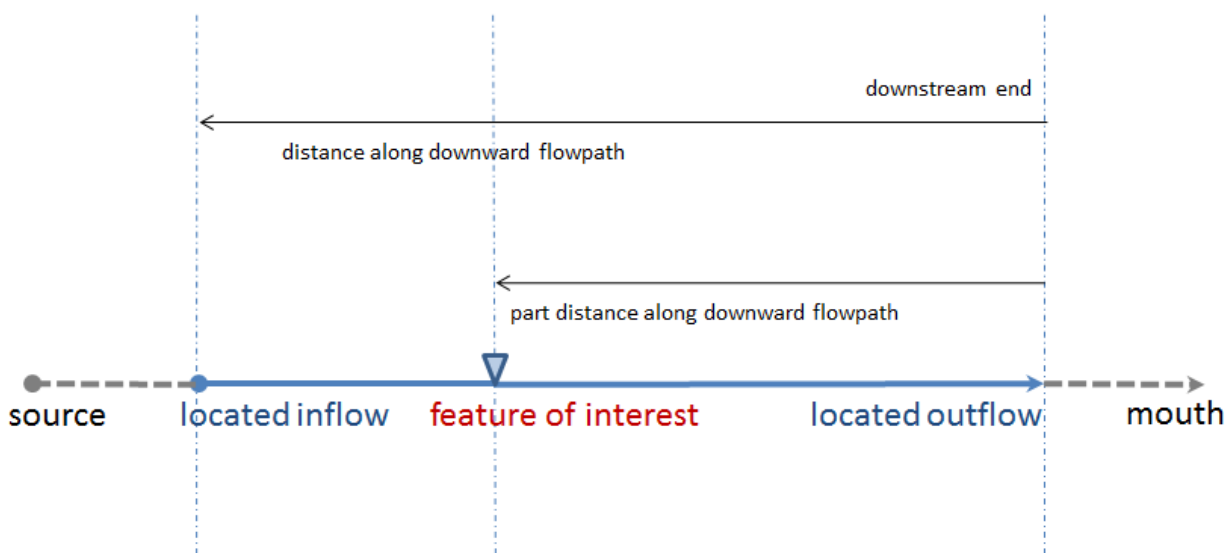 downstream end
distance along downward flowpath
part distance along downward flowpath
source located inflow feature of interest located outflow mouth